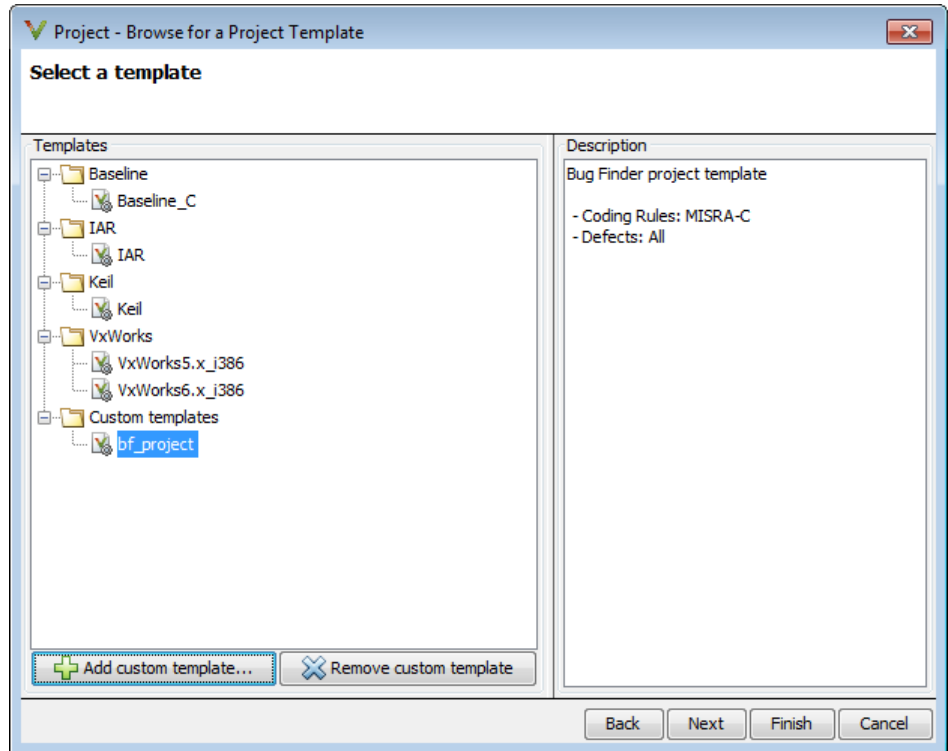 Project - Browse for a Project Template
Select a template
Templates
Baseline
Baseline_C
IAR
IAR
Keil
Keil
VxWorks
VxWorks5.x_i386
VxWorks6.x_i386
Custom templates
bf_project
Add custom template...
Remove custom template
Description
Bug Finder project template
- Coding Rules: MISRA-C
- Defects: All
Back
Next
Finish
Cancel